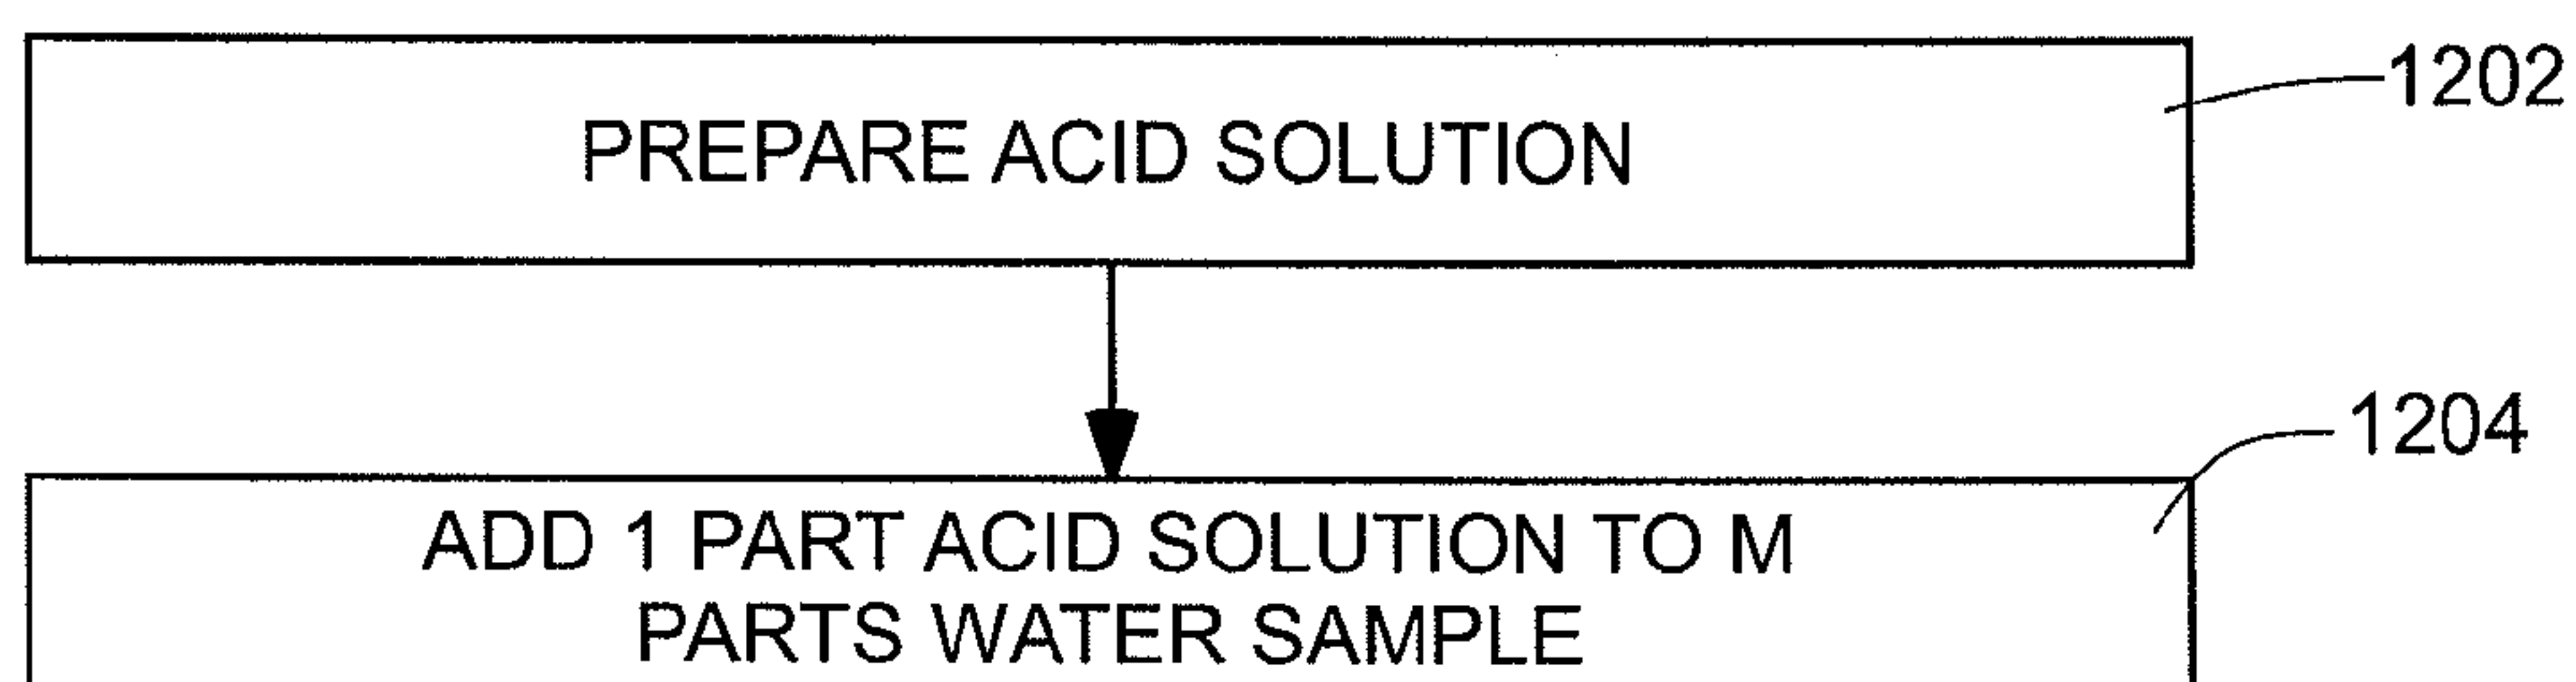 1202
PREPARE ACID SOLUTION
1204
ADD 1 PART ACID SOLUTION TO M
PARTS WATER SAMPLE